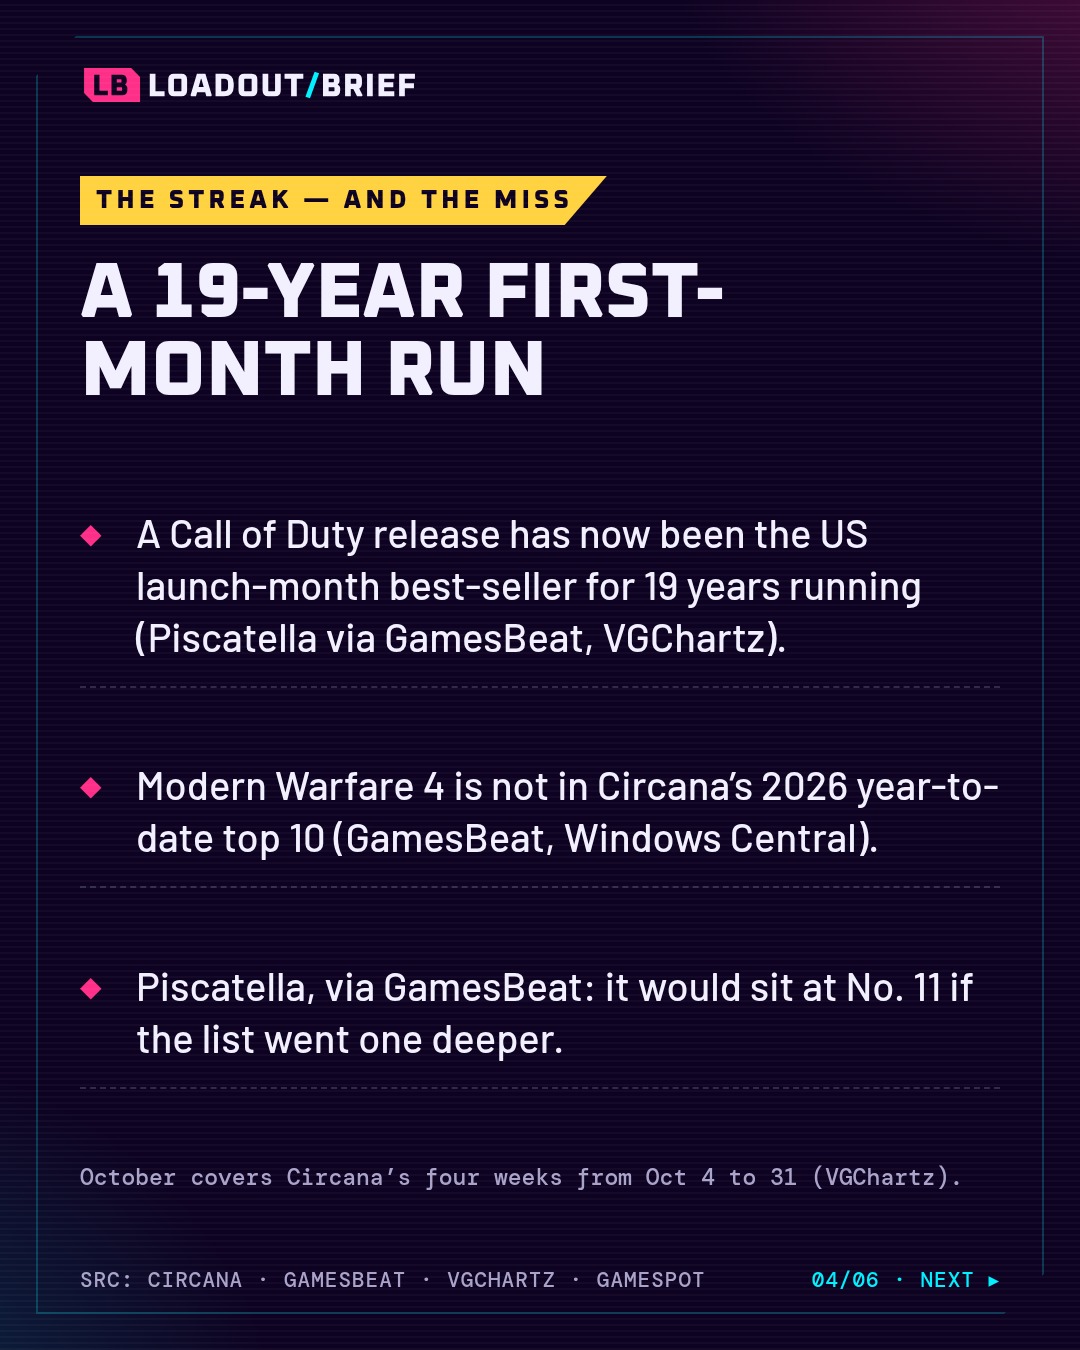 LB LOADOUT/BRIEF
THE STREAK — AND THE MISS
A 19-YEAR FIRST-
MONTH RUN
A Call of Duty release has now been the US
launch-month best-seller for 19 years running
(Piscatella via GamesBeat, VGChartz).
Modern Warfare 4 is not in Circana’s 2026 year-to-
date top 10 (GamesBeat, Windows Central).
Piscatella, via GamesBeat: it would sit at No. 11 if
the list went one deeper.
October covers Circana’s four weeks from Oct 4 to 31 (VGChartz).
SRC: CIRCANA · GAMESBEAT · VGCHARTZ · GAMESPOT
04/06 · NEXT ▶